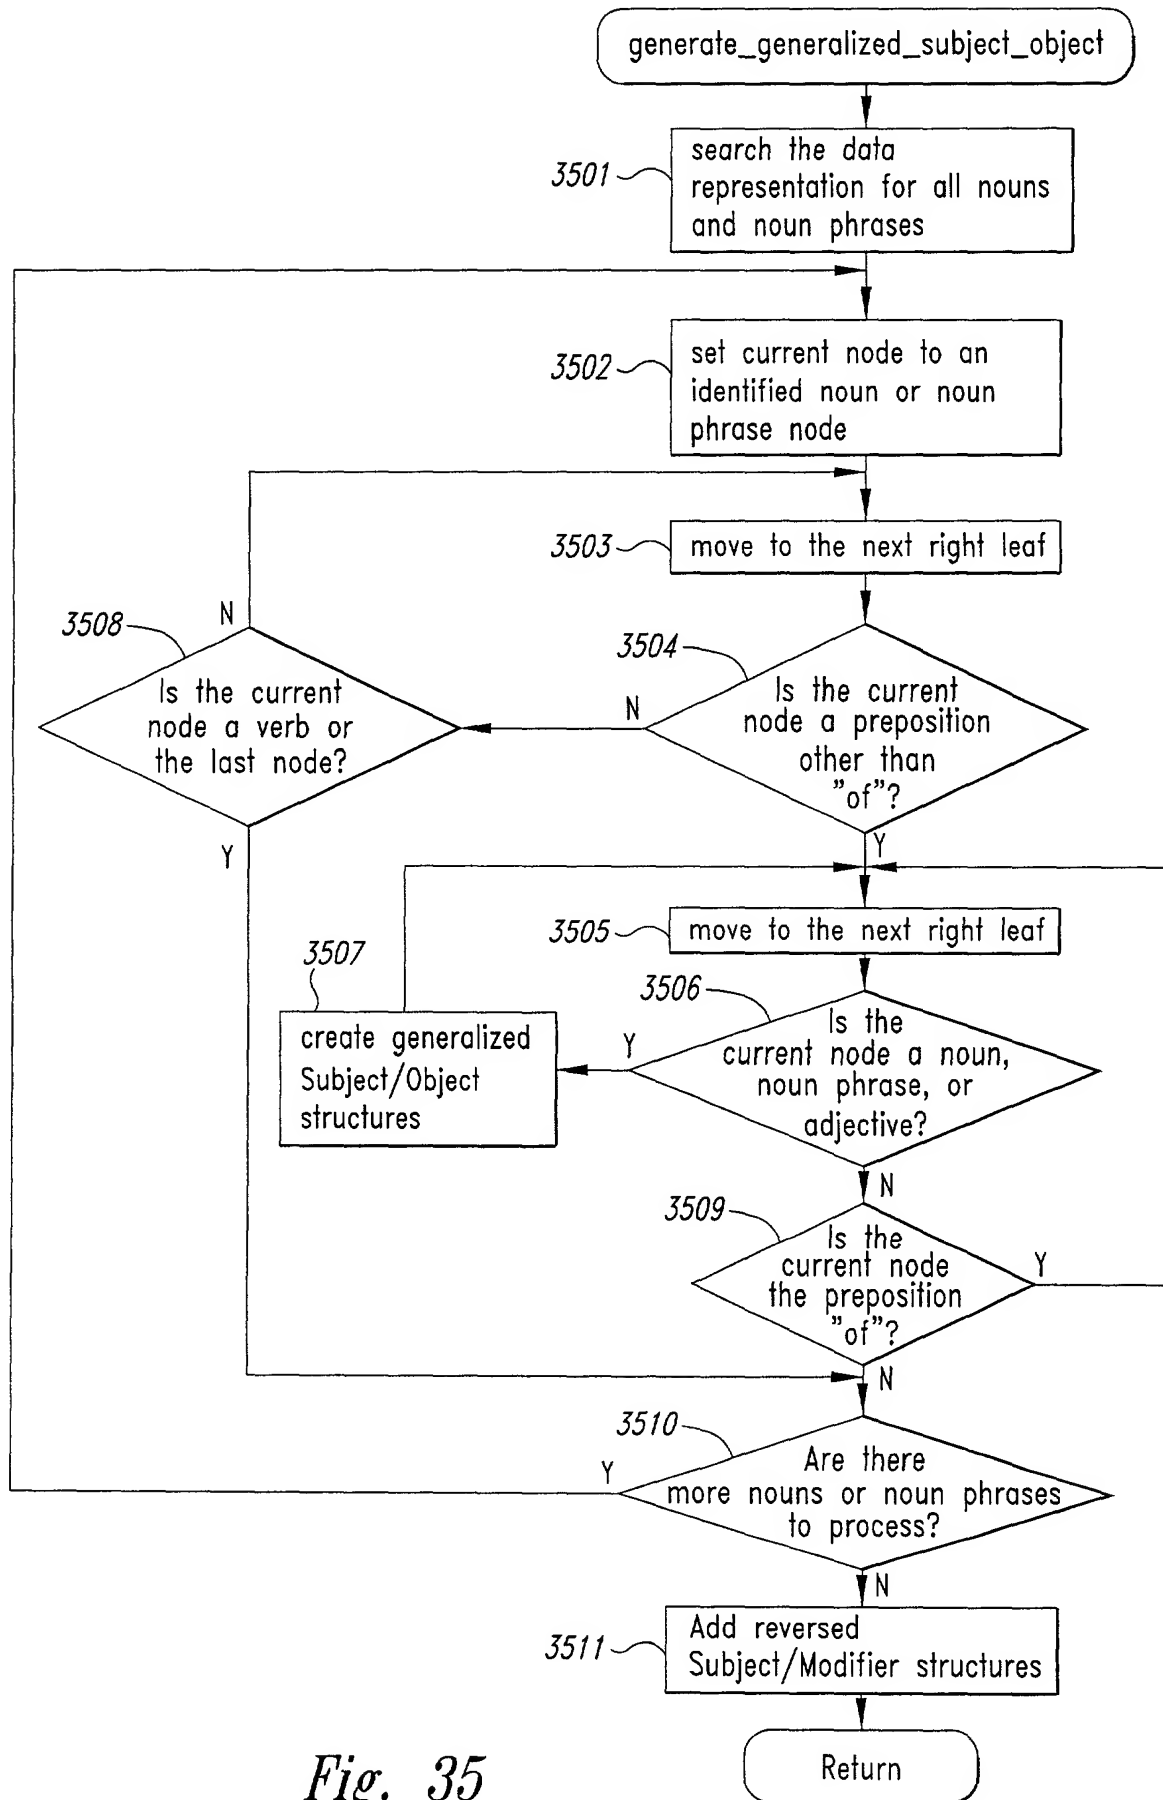 generate_generalized_subject_object
3501
search the data
representation for all nouns
and noun phrases
3502
set current node to an
identified noun or noun
phrase node
3503
move to the next right leaf
3508
N
Is the current
node a verb or
the last node?
Y
3504
N
Is the current
node a preposition
other than
"of"?
Y
3505
move to the next right leaf
3507
create generalized
Subject/Object
structures
3506
Y
Is the
current node a noun,
noun phrase, or
adjective?
N
3509
Is the
current node
the preposition
"of"?
Y
N
3510
Y
Are there
more nouns or noun phrases
to process?
N
3511
Add reversed
Subject/Modifier structures
Return
Fig. 35